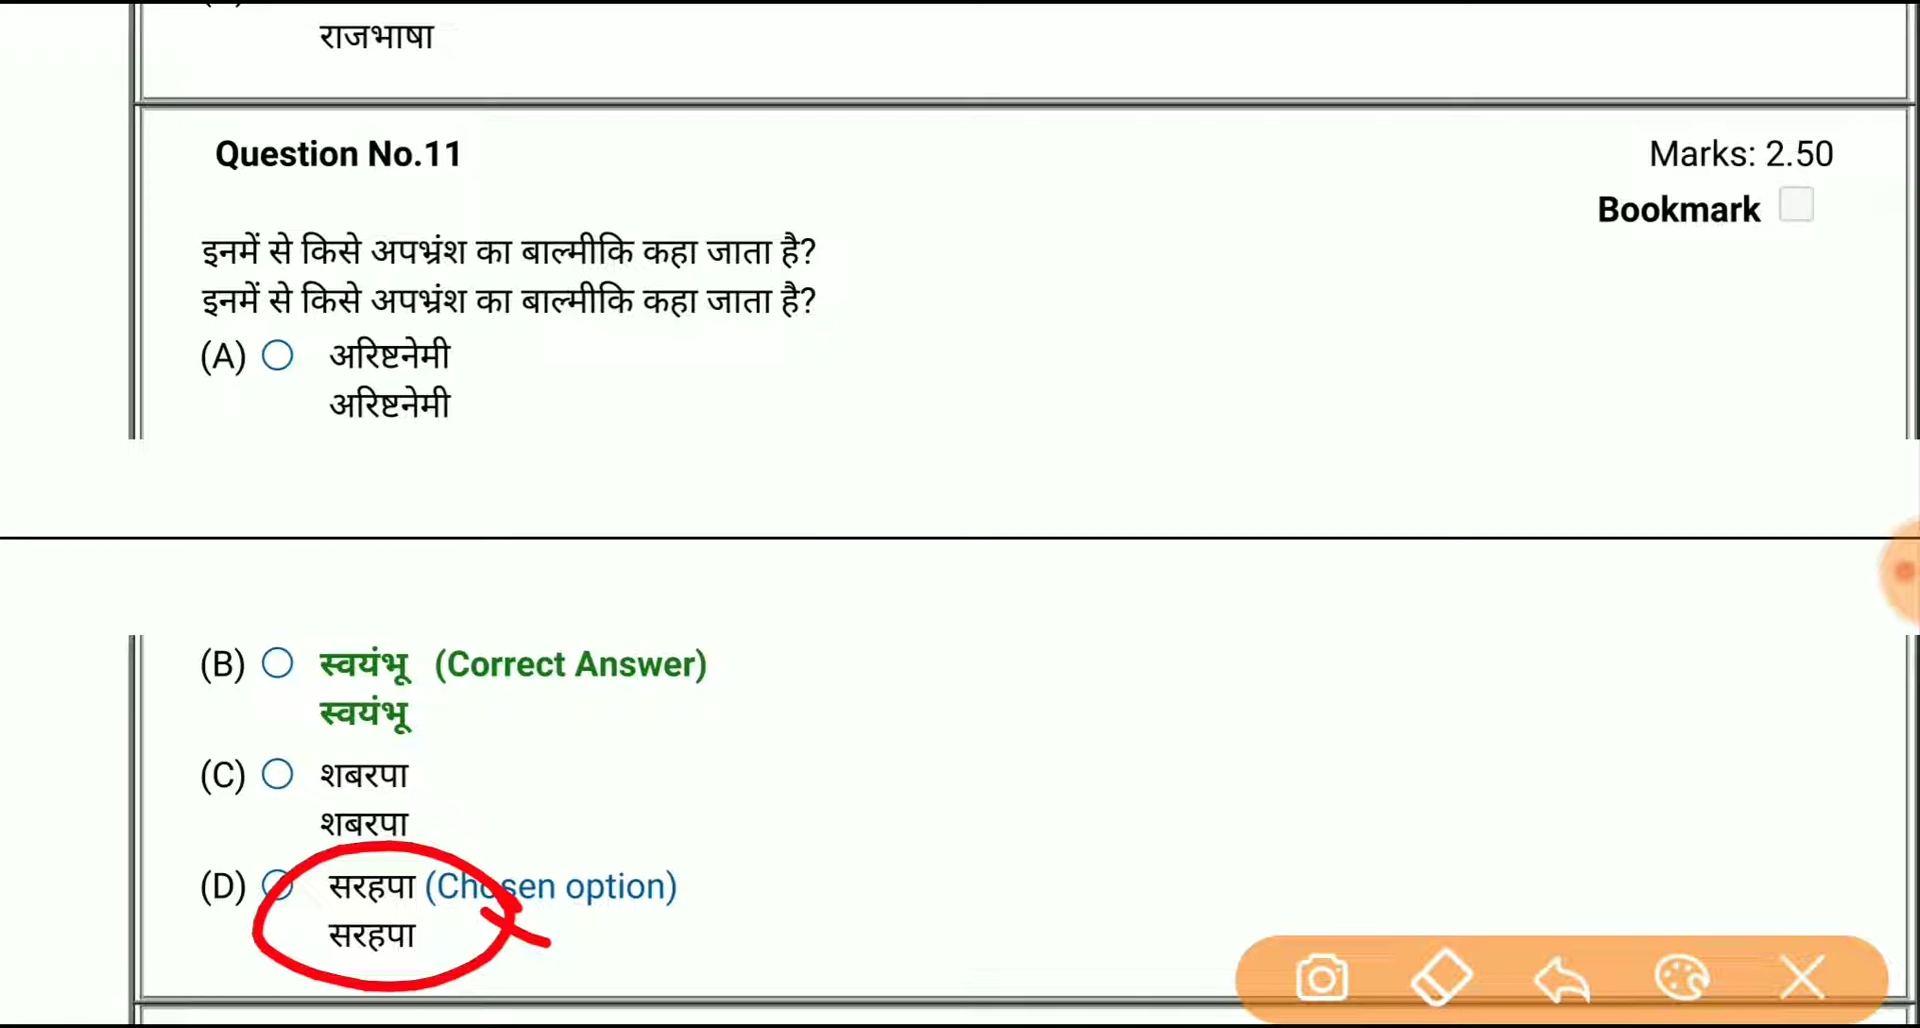 राजभाषा
Question No.11
Marks: 2.50
Bookmark
इनमें से किसे अपभ्रंश का बाल्मीकि कहा जाता है?
इनमें से किसे अपभ्रंश का बाल्मीकि कहा जाता है?
(A) अरिष्टनेमी
अरिष्टनेमी
(B) स्वयंभू (Correct Answer)
स्वयंभू
(C) शबरपा
शबरपा
(D) सरहपा (Chosen option)
सरहपा